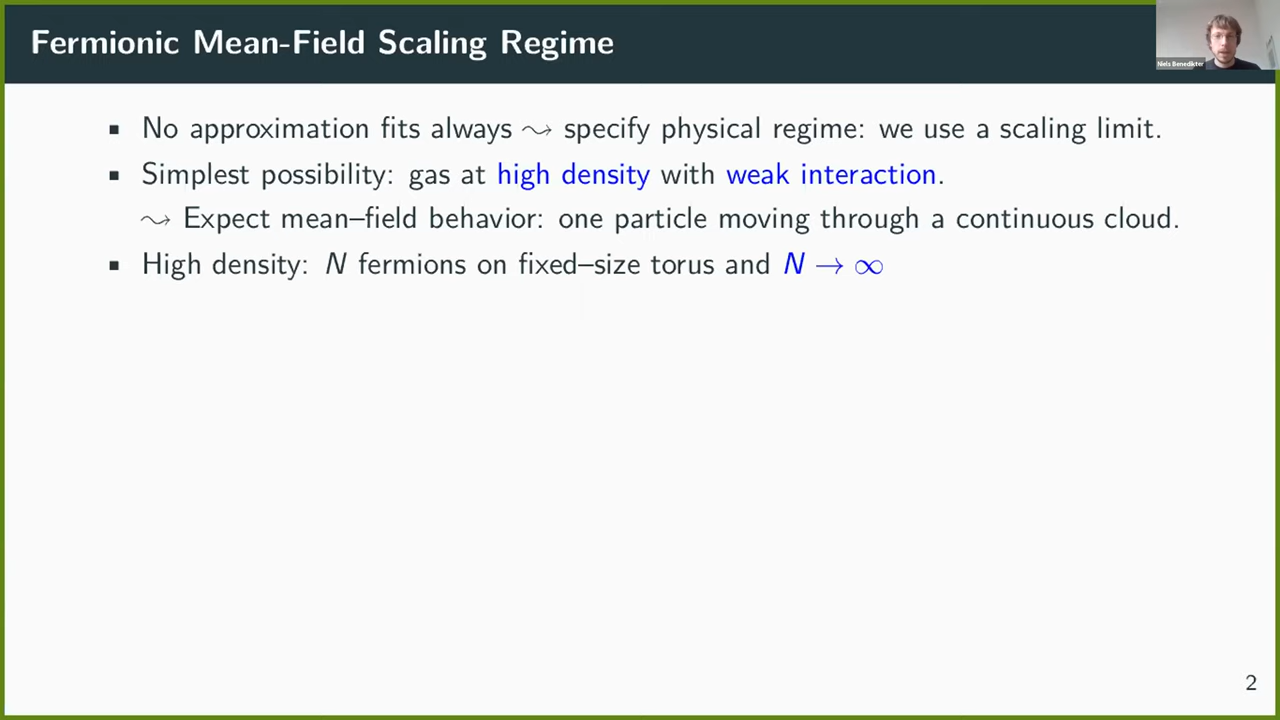 Fermionic Mean-Field Scaling Regime
Niels Benedikter
▪ No approximation fits always ⤳ specify physical regime: we use a scaling limit.
▪ Simplest possibility: gas at high density with weak interaction.
⤳ Expect mean–field behavior: one particle moving through a continuous cloud.
▪ High density: N fermions on fixed–size torus and N → ∞
2